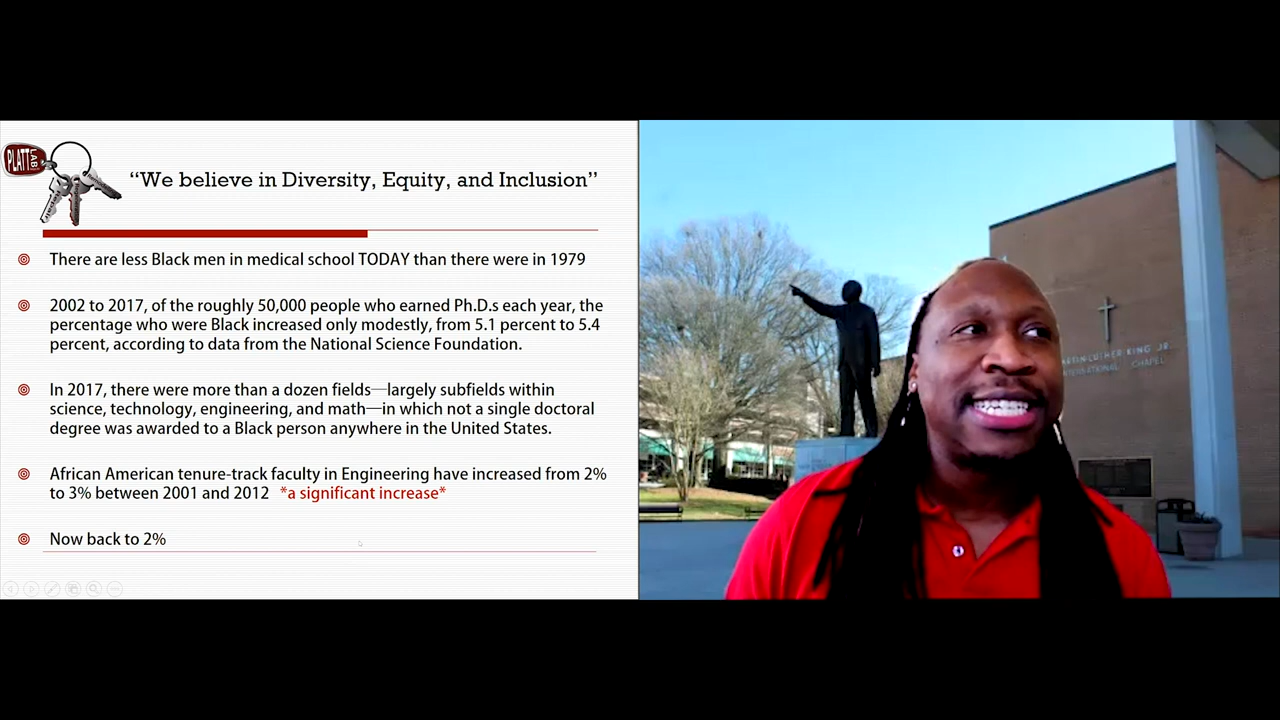 PLATT
LAB
“We believe in Diversity, Equity, and Inclusion”
There are less Black men in medical school TODAY than there were in 1979
2002 to 2017, of the roughly 50,000 people who earned Ph.D.s each year, the
percentage who were Black increased only modestly, from 5.1 percent to 5.4
percent, according to data from the National Science Foundation.
In 2017, there were more than a dozen fields—largely subfields within
science, technology, engineering, and math—in which not a single doctoral
degree was awarded to a Black person anywhere in the United States.
African American tenure-track faculty in Engineering have increased from 2%
to 3% between 2001 and 2012 *a significant increase*
Now back to 2%
MARTIN LUTHER KING JR.
INTERNATIONAL CHAPEL